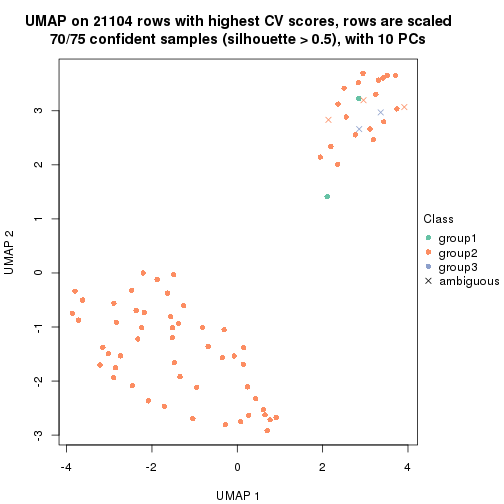 UMAP on 21104 rows with highest CV scores, rows are scaled
70/75 confident samples (silhouette > 0.5), with 10 PCs
UMAP 2
3
2
1
0
-1
-2
-3
-4
-2
0
2
4
UMAP 1
Class
group1
group2
group3
ambiguous